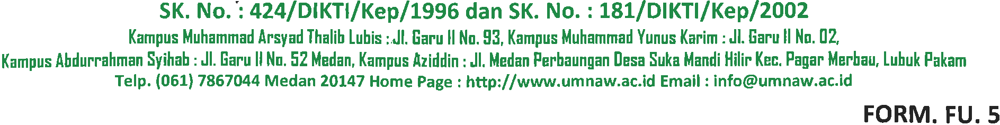 SK. No. : 424/DIKTI/Kep/1996 dan SK. No. : 181/DIKTI/Kep/2002
Kampus Muhammad Arsyad Thalib Lubis : Jl. Garu II No. 93, Kampus Muhammad Yunus Karim : Jl. Garu II No. 02,
Kampus Abdurrahman Syihab : Jl. Garu II No. 52 Medan, Kampus Aziddin : Jl. Medan Perbaungan Desa Suka Mandi Hilir Kec. Pagar Merbau, Lubuk Pakam
Telp. (061) 7867044 Medan 20147 Home Page : http://www.umnaw.ac.id Email : info@umnaw.ac.id
FORM. FU. 5